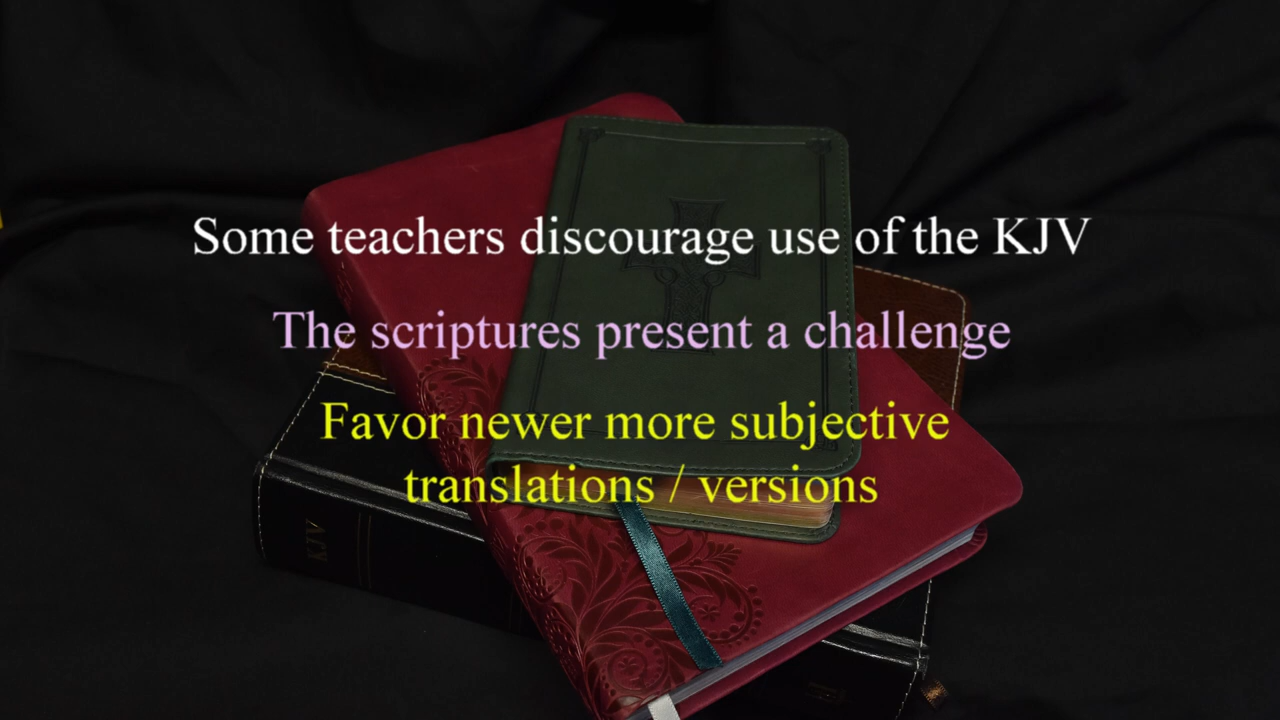 Some teachers discourage use of the KJV
The scriptures present a challenge
Favor newer more subjective
translations / versions
KJV